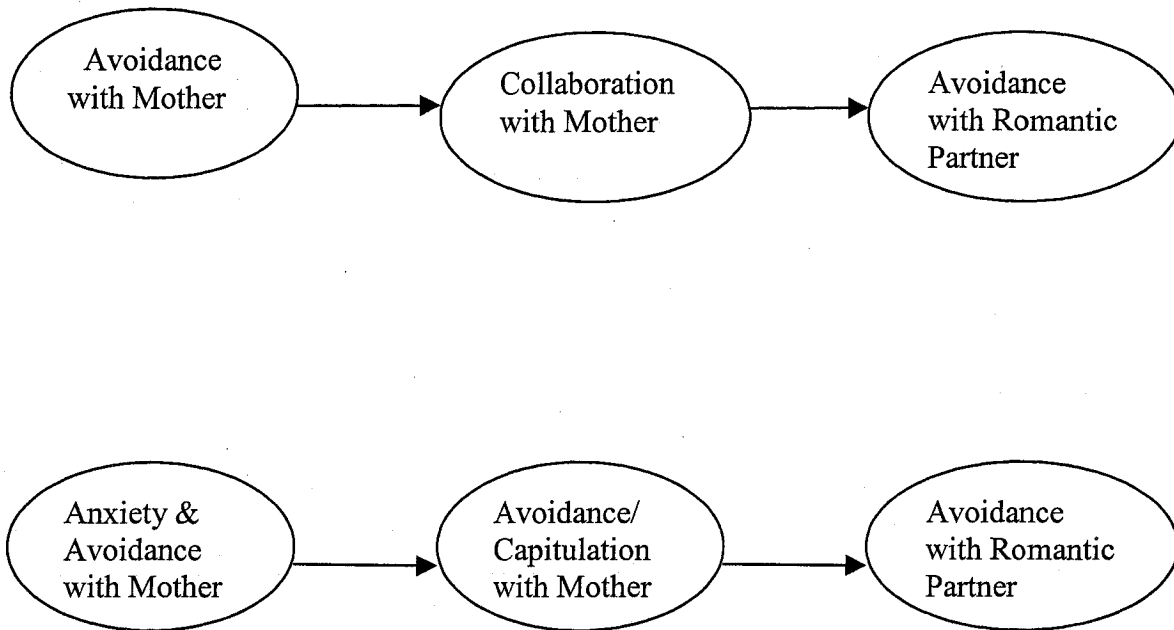 Avoidance
with Mother
Collaboration
with Mother
Avoidance
with Romantic
Partner
Anxiety &
Avoidance
with Mother
Avoidance/
Capitulation
with Mother
Avoidance
with Romantic
Partner